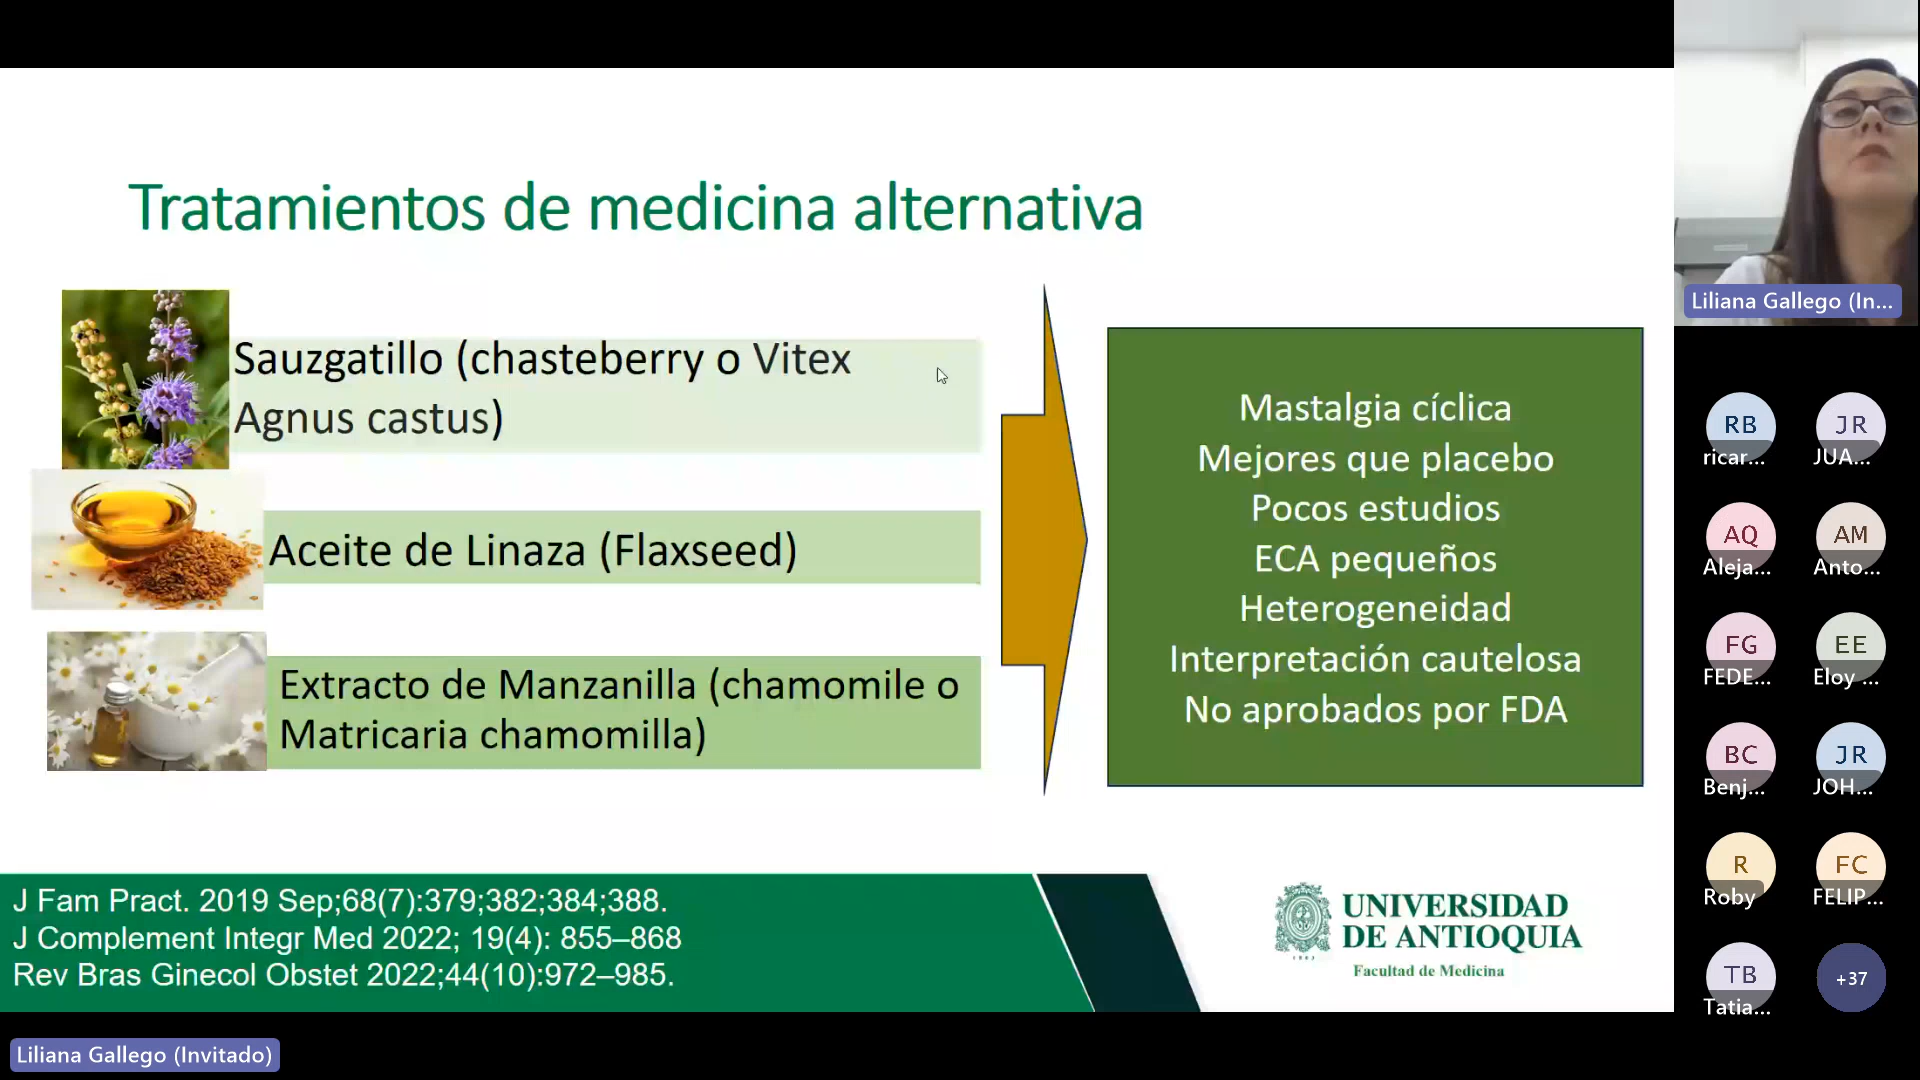 Tratamientos de medicina alternativa
Sauzgatillo (chasteberry o Vitex
Agnus castus)
Aceite de Linaza (Flaxseed)
Extracto de Manzanilla (chamomile o
Matricaria chamomilla)
Mastalgia cíclica
Mejores que placebo
Pocos estudios
ECA pequeños
Heterogeneidad
Interpretación cautelosa
No aprobados por FDA
J Fam Pract. 2019 Sep;68(7):379;382;384;388.
J Complement Integr Med 2022; 19(4): 855–868
Rev Bras Ginecol Obstet 2022;44(10):972–985.
UNIVERSIDAD
DE ANTIOQUIA
Facultad de Medicina
Liliana Gallego (Invitado)
Liliana Gallego (In...
RB
ricar...
JR
JUA...
AQ
Aleja...
AM
Anto...
FG
FEDE...
EE
Eloy ...
BC
Benj...
JR
JOH...
R
Roby
FC
FELIP...
TB
Tatia...
+37